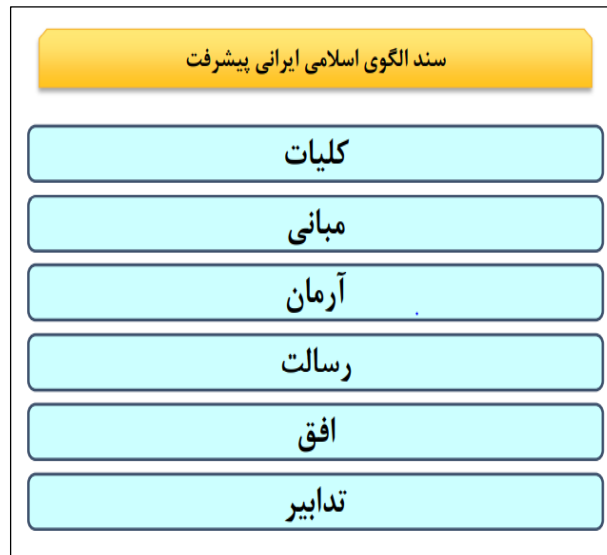 سند الگوی اسلامی ایرانی پیشرفت
کلیات
مبانی
آرمان
رسالت
افق
تدابیر